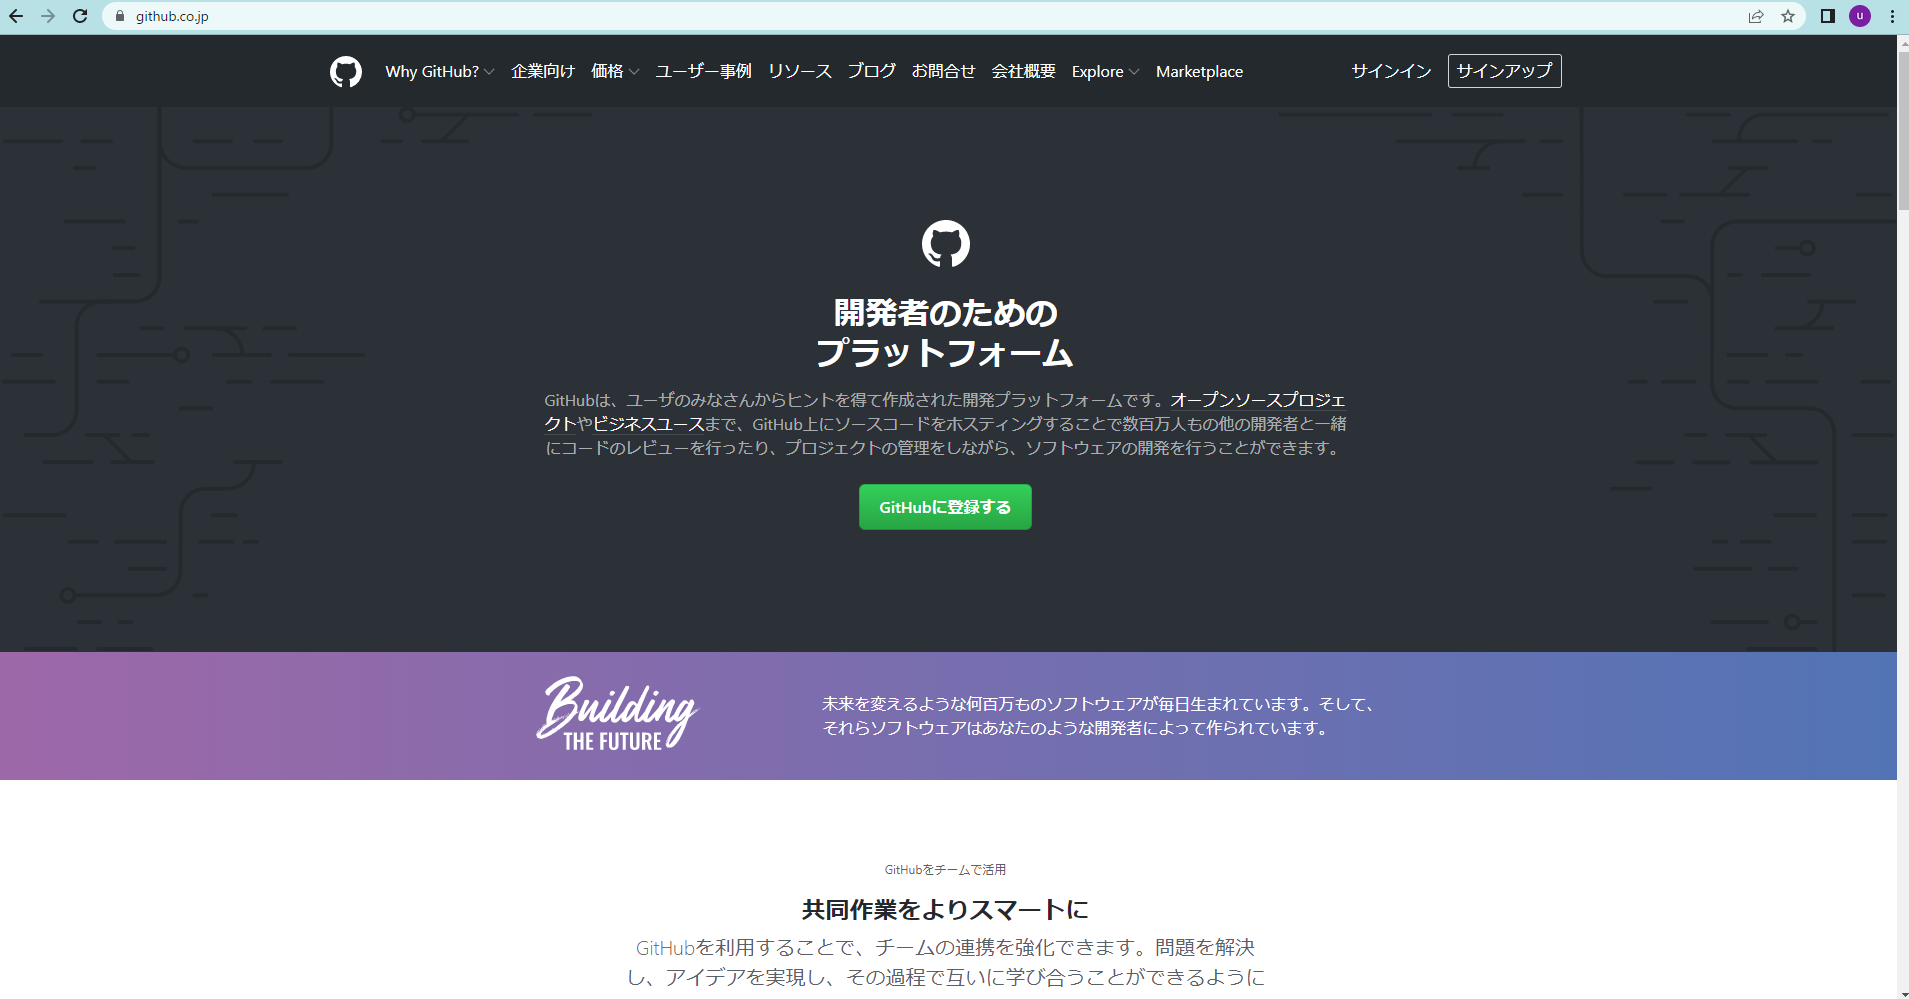 github.co.jp
u
Why GitHub? 企業向け 価格 ユーザー事例 リソース ブログ お問合せ 会社概要 Explore Marketplace サインイン サインアップ
開発者のための
プラットフォーム
GitHubは、ユーザのみなさんからヒントを得て作成された開発プラットフォームです。オープンソースプロジェ
クトやビジネスユースまで、GitHub上にソースコードをホスティングすることで数百万人もの他の開発者と一緒
にコードのレビューを行ったり、プロジェクトの管理をしながら、ソフトウェアの開発を行うことができます。
GitHubに登録する
Building
THE FUTURE
未来を変えるような何百万ものソフトウェアが毎日生まれています。そして、
それらソフトウェアはあなたのような開発者によって作られています。
GitHubをチームで活用
共同作業をよりスマートに
GitHubを利用することで、チームの連携を強化できます。問題を解決
し、アイデアを実現し、その過程で互いに学び合うことができるように